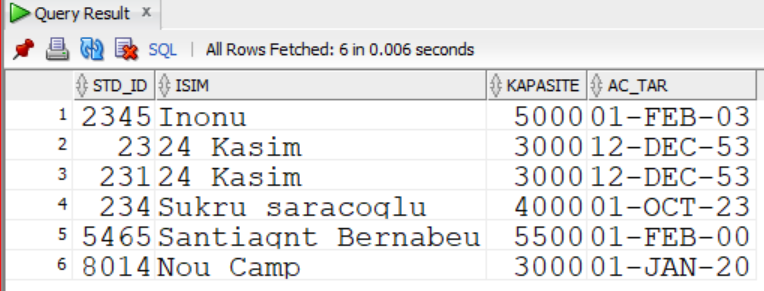 Query Result x
SQL | All Rows Fetched: 6 in 0.006 seconds
STD_ID ISIM KAPASITE AC_TAR
1 2345 Inonu 5000 01-FEB-03
2 23 24 Kasim 3000 12-DEC-53
3 231 24 Kasim 3000 12-DEC-53
4 234 Sukru saracoglu 4000 01-OCT-23
5 5465 Santiagnt Bernabeu 5500 01-FEB-00
6 8014 Nou Camp 3000 01-JAN-20